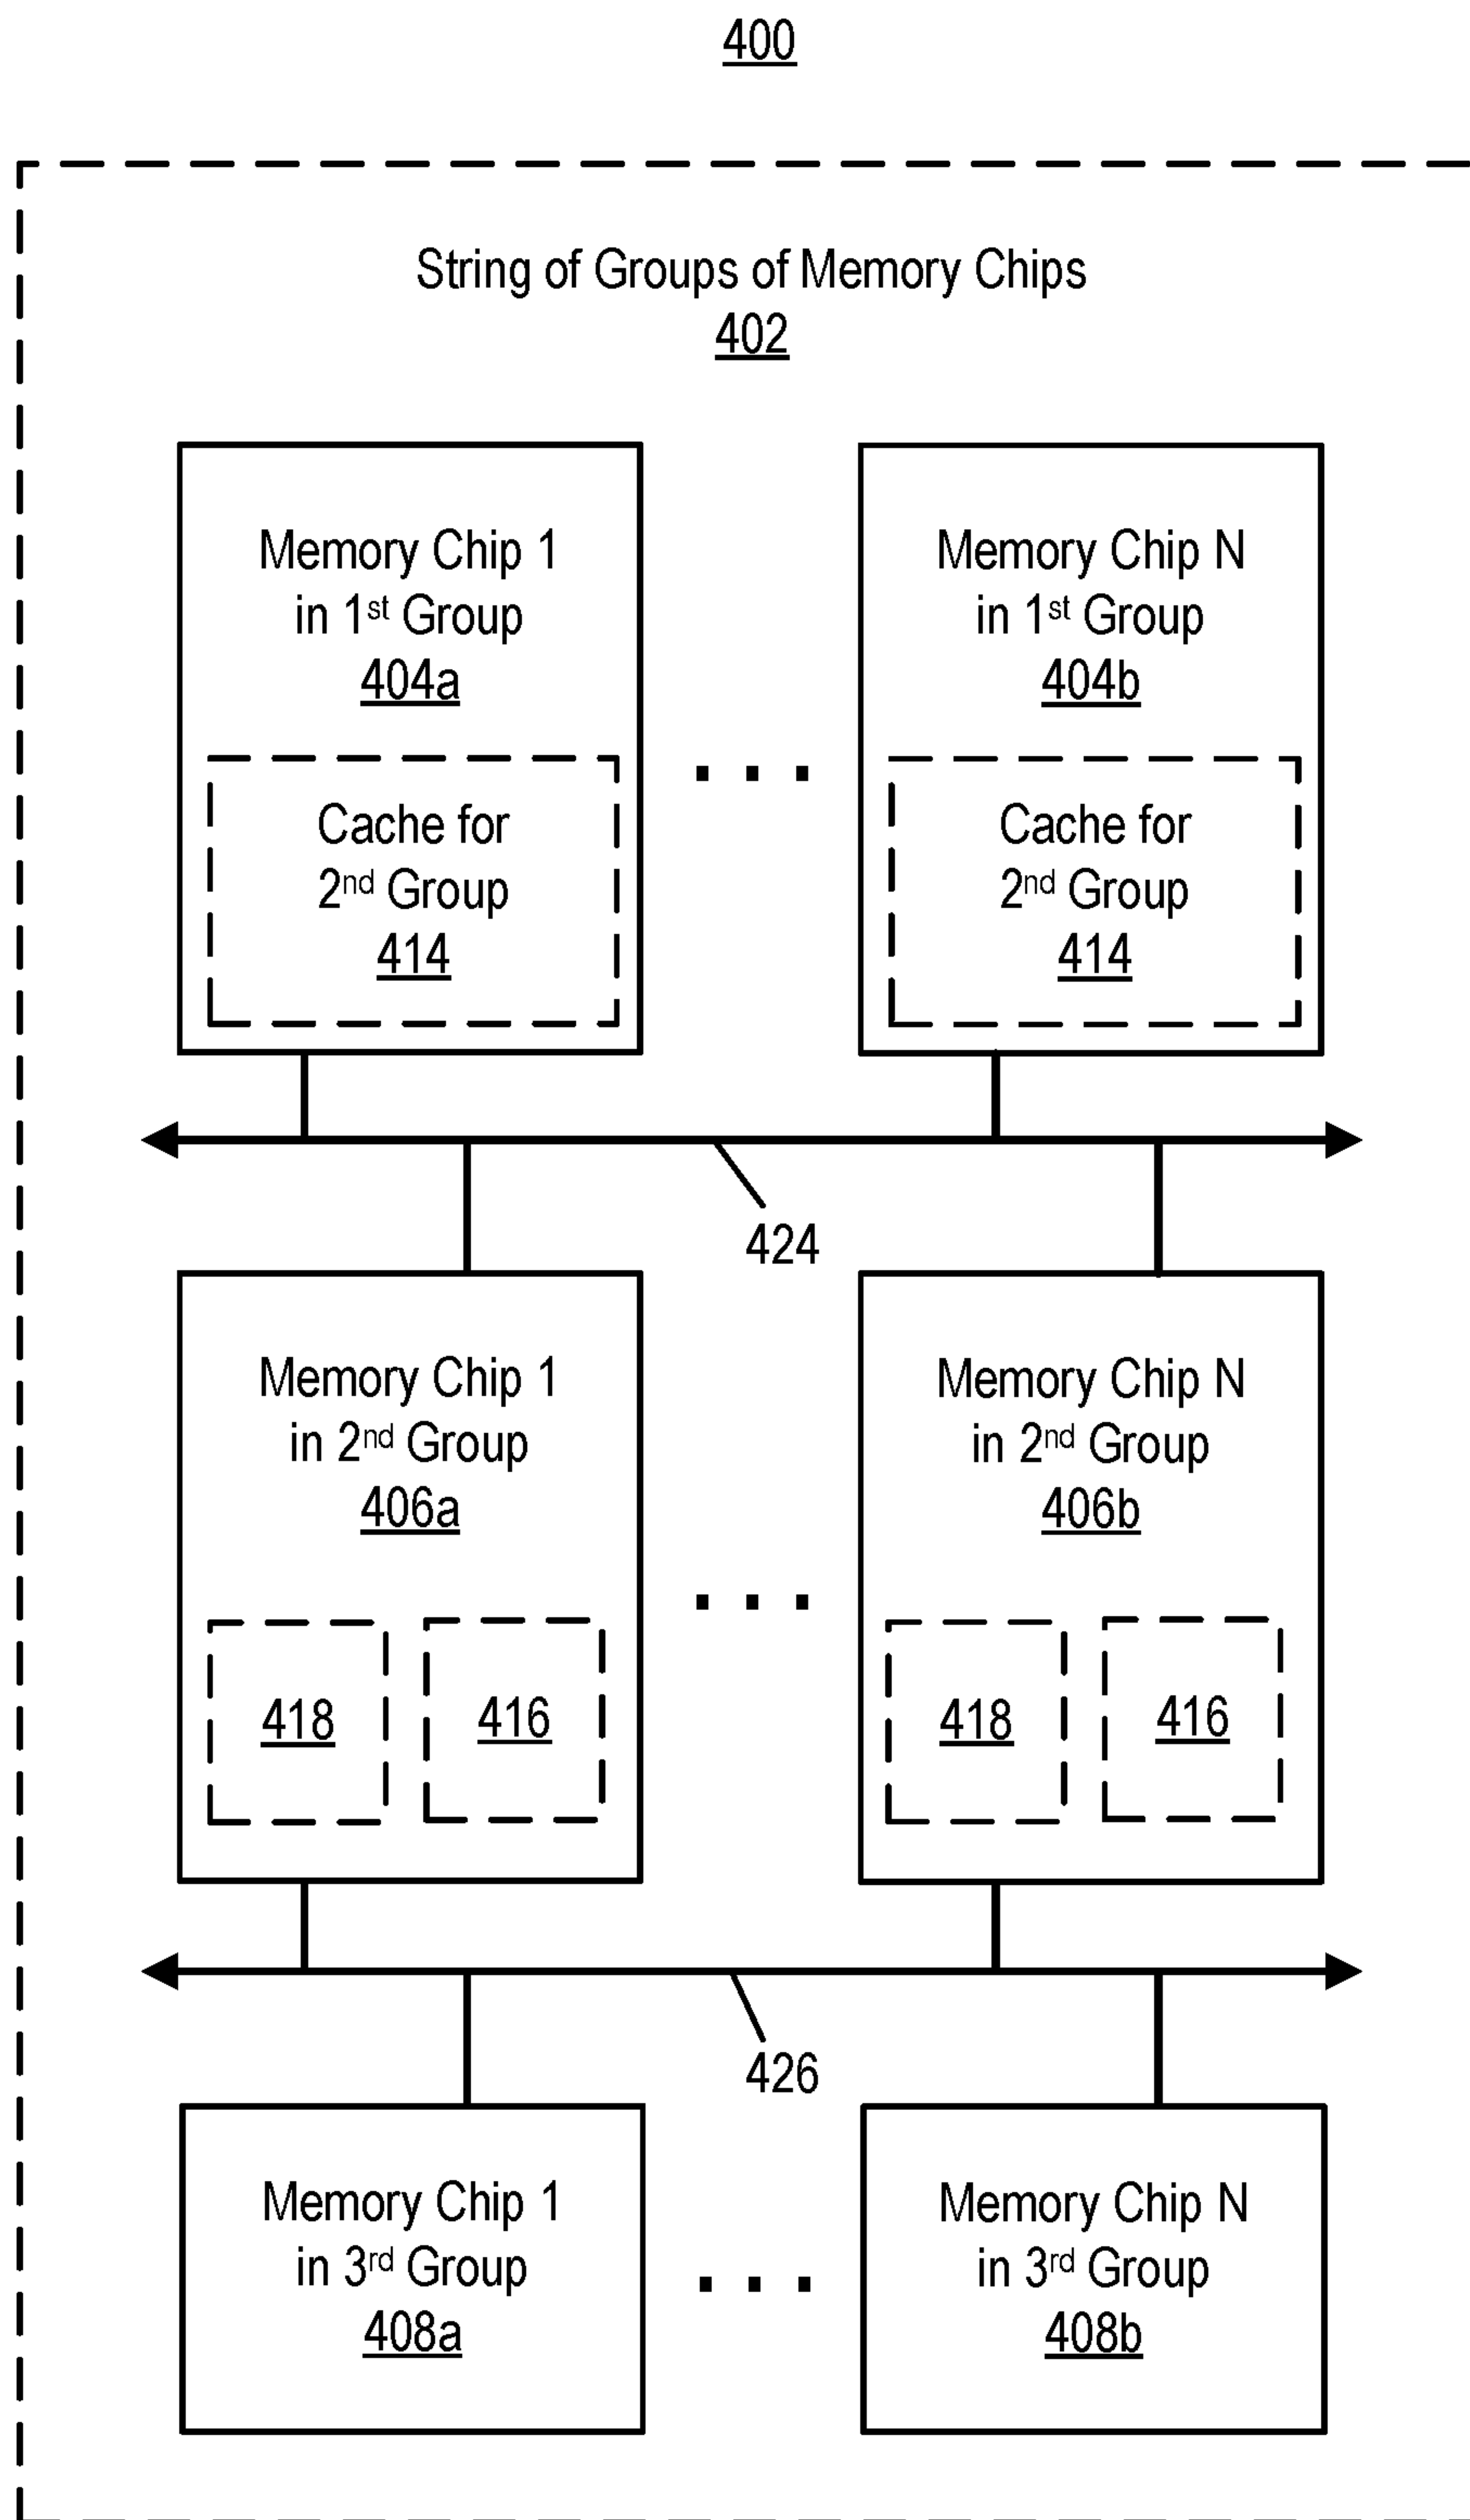 400
String of Groups of Memory Chips
402
Memory Chip 1
in 1st Group
404a
Cache for
2nd Group
414
. . .
Memory Chip N
in 1st Group
404b
Cache for
2nd Group
414
424
Memory Chip 1
in 2nd Group
406a
418
416
. . .
Memory Chip N
in 2nd Group
406b
418
416
426
Memory Chip 1
in 3rd Group
408a
. . .
Memory Chip N
in 3rd Group
408b